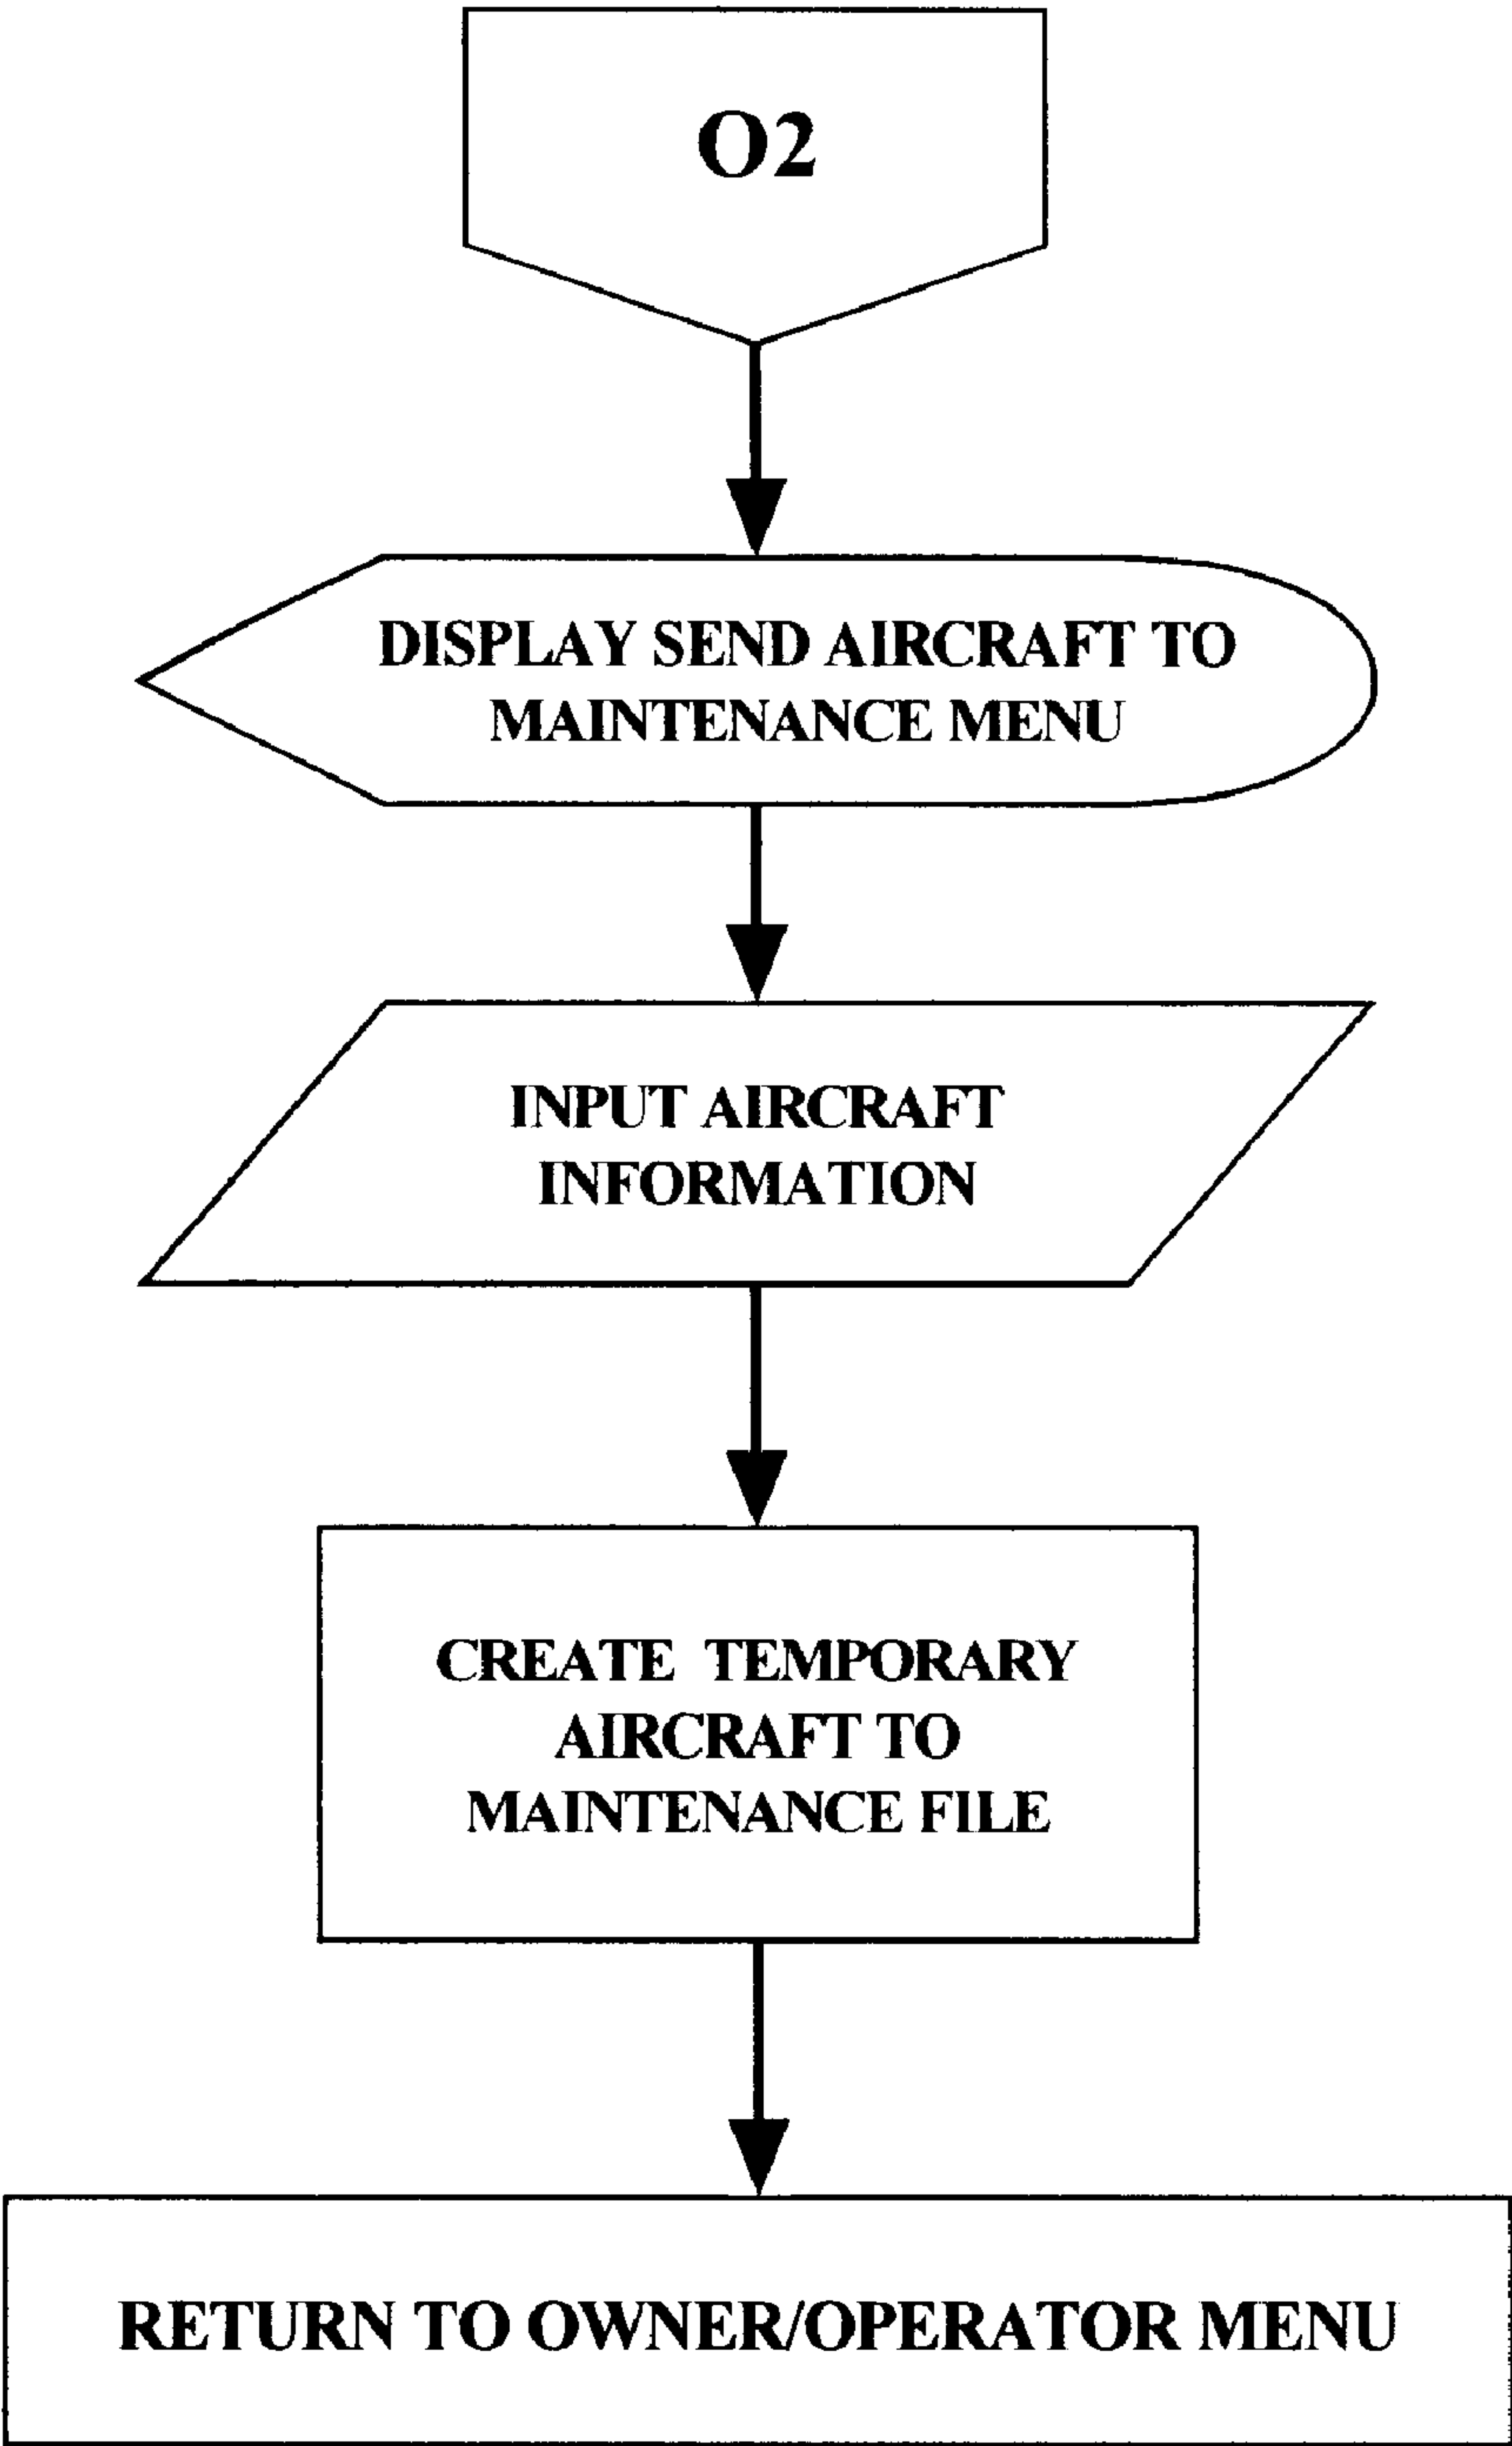 O2
DISPLAY SEND AIRCRAFT TO
MAINTENANCE MENU
INPUT AIRCRAFT
INFORMATION
CREATE TEMPORARY
AIRCRAFT TO
MAINTENANCE FILE
RETURN TO OWNER/OPERATOR MENU